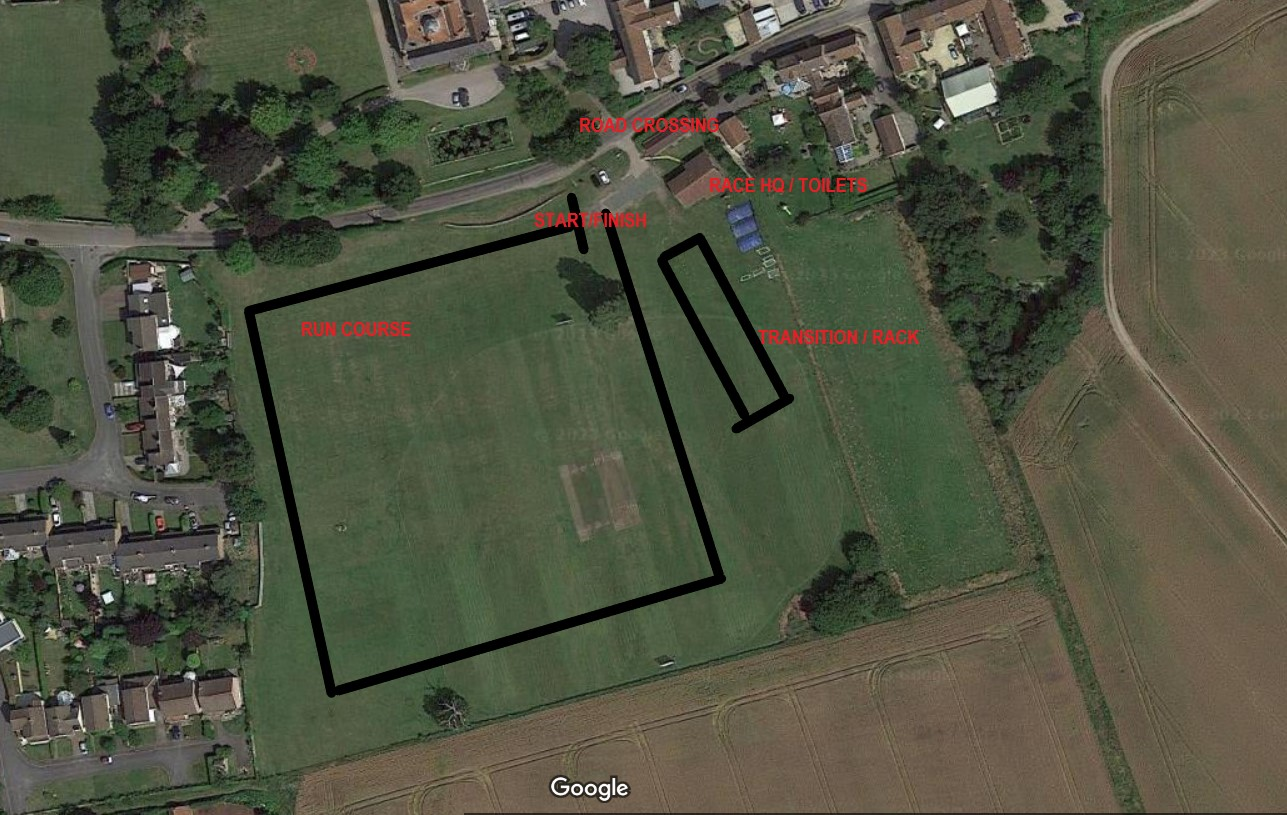 ROAD CROSSING
RACE HQ / TOILETS
START/FINISH
RUN COURSE
TRANSITION / RACK
Google